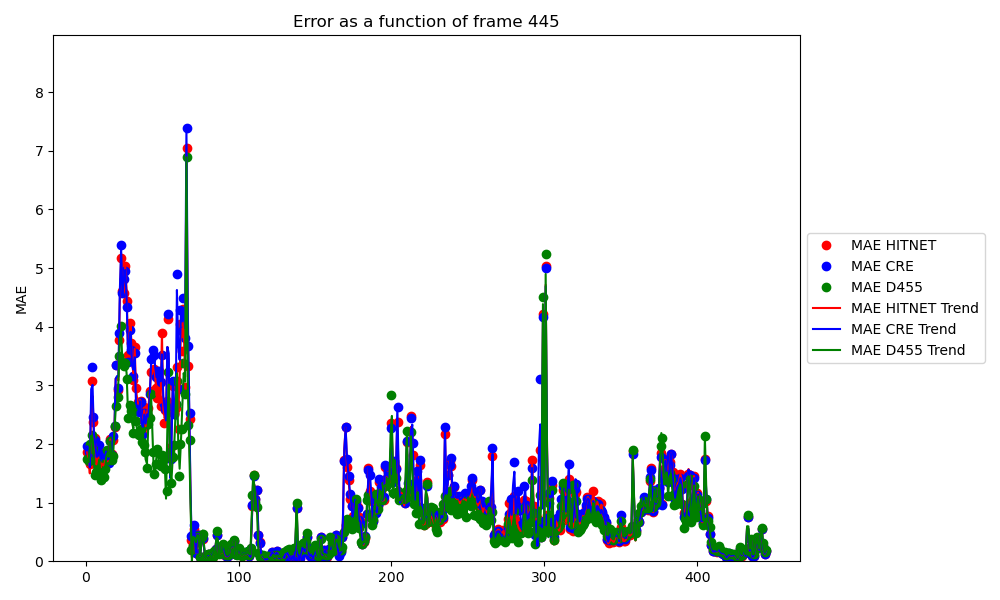 Error as a function of frame 445
MAE
8
7
6
5
4
3
2
1
0
0 100 200 300 400
MAE HITNET
MAE CRE
MAE D455
MAE HITNET Trend
MAE CRE Trend
MAE D455 Trend